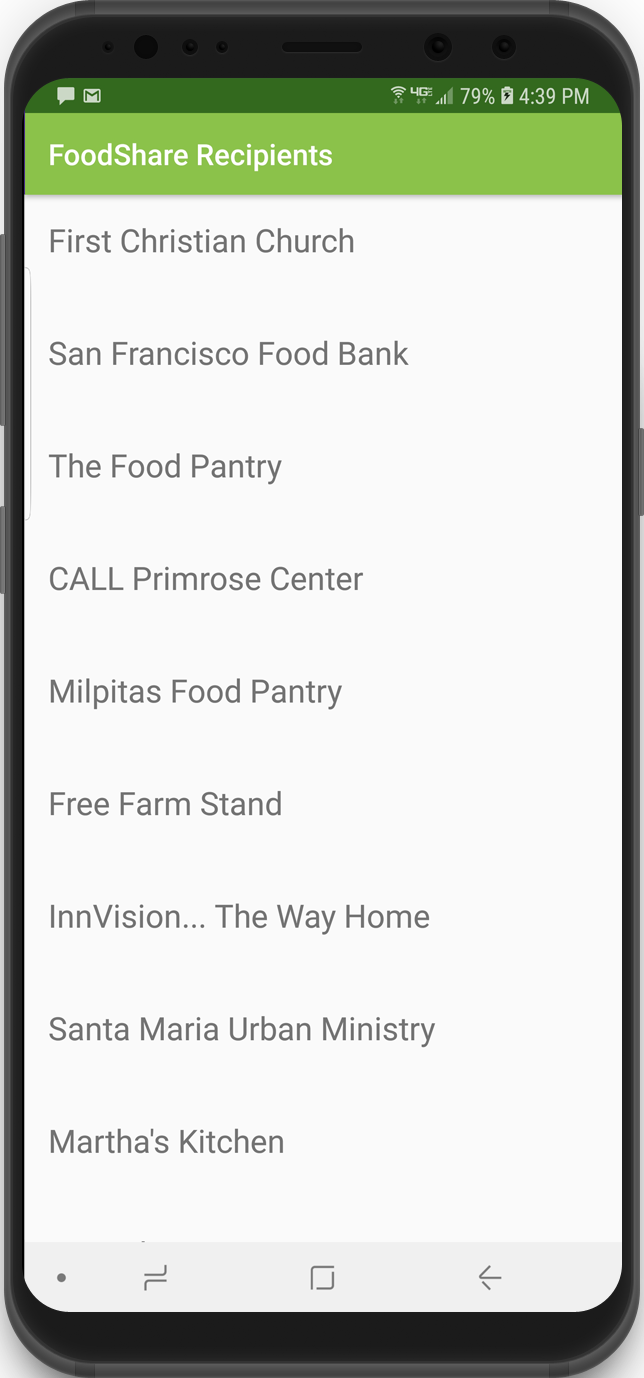 4G 79% 4:39 PM
FoodShare Recipients
First Christian Church
San Francisco Food Bank
The Food Pantry
CALL Primrose Center
Milpitas Food Pantry
Free Farm Stand
InnVision... The Way Home
Santa Maria Urban Ministry
Martha's Kitchen